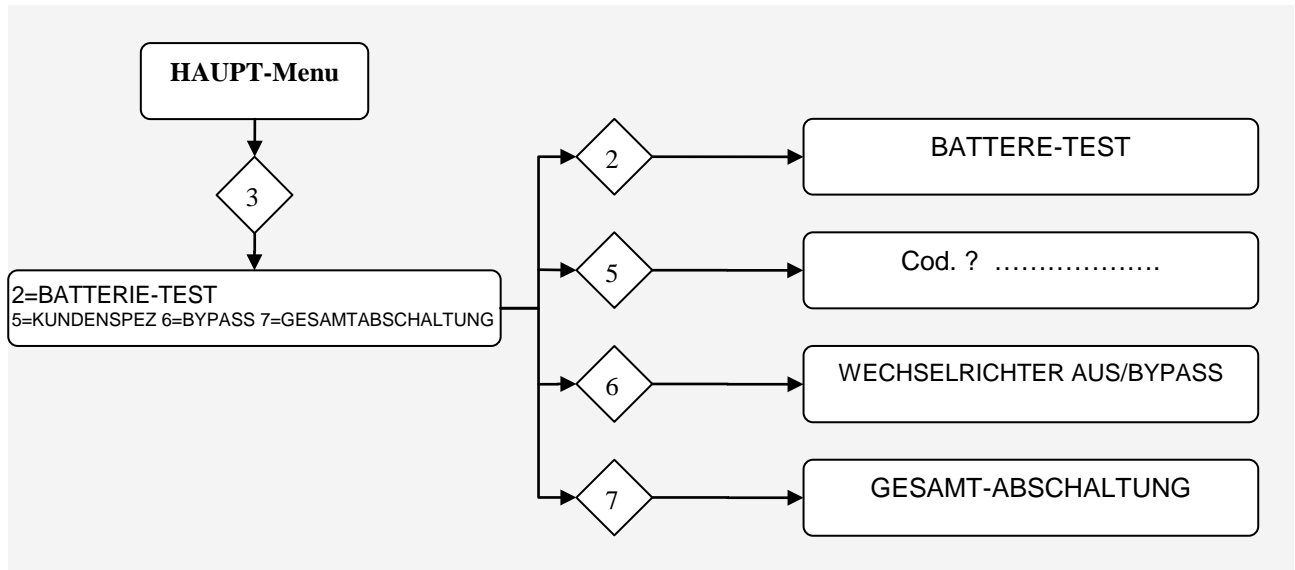 HAUPT-Menu
3
2=BATTERIE-TEST
5=KUNDENSPEZ 6=BYPASS 7=GESAMTABSCHALTUNG
2
BATTERE-TEST
5
Cod. ? ...................
6
WECHSELRICHTER AUS/BYPASS
7
GESAMT-ABSCHALTUNG